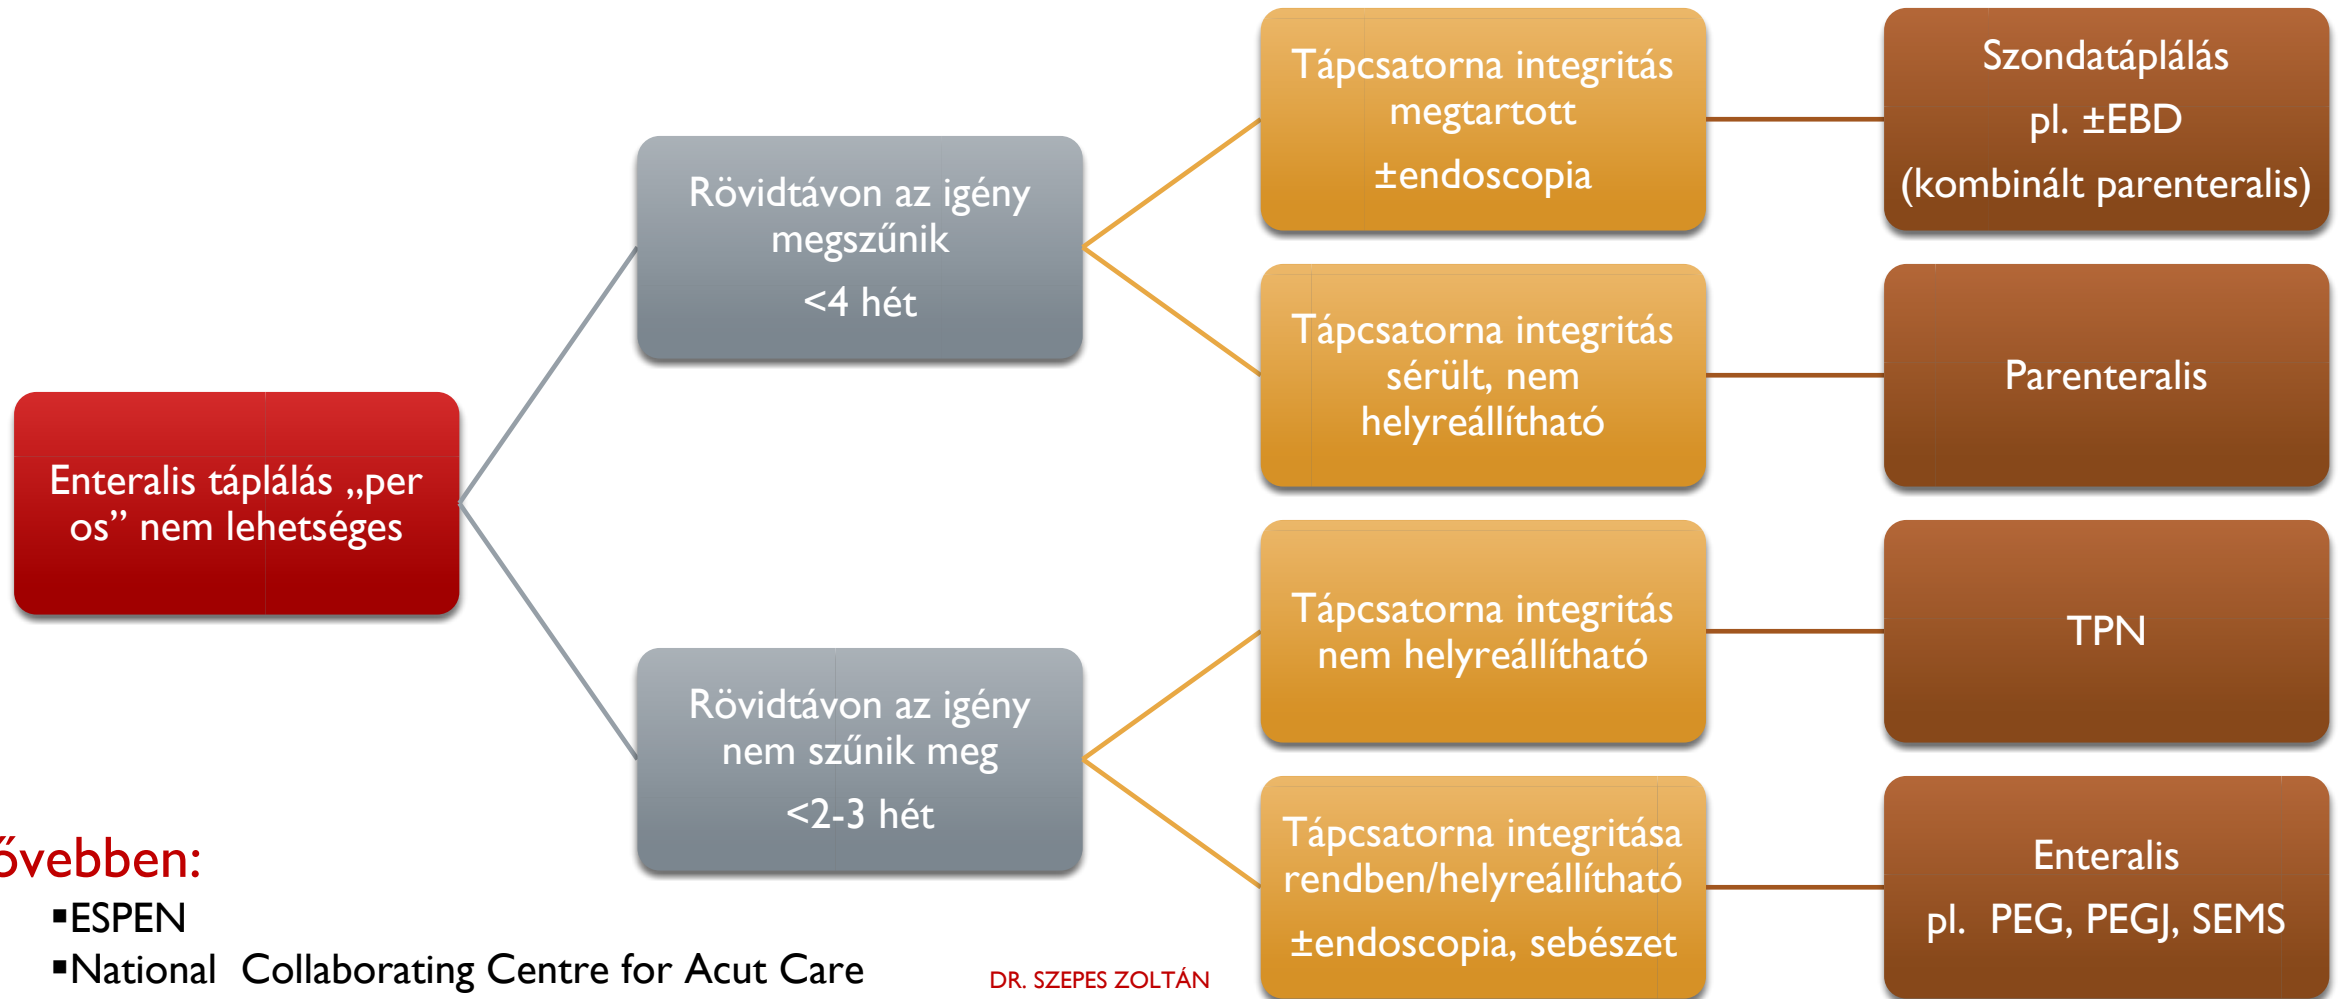 Enteralis táplálás „per
os” nem lehetséges
Rövidtávon az igény
megszűnik
<4 hét
Tápcsatorna integritás
megtartott
±endoscopia
Szondatáplálás
pl. ±EBD
(kombinált parenteralis)
Tápcsatorna integritás
sérült, nem
helyreállítható
Parenteralis
Rövidtávon az igény
nem szűnik meg
<2-3 hét
Tápcsatorna integritás
nem helyreállítható
TPN
Tápcsatorna integritása
rendben/helyreállítható
±endoscopia, sebészet
Enteralis
pl. PEG, PEGJ, SEMS
ővebben:
▪ESPEN
▪National Collaborating Centre for Acut Care
DR. SZEPES ZOLTÁN